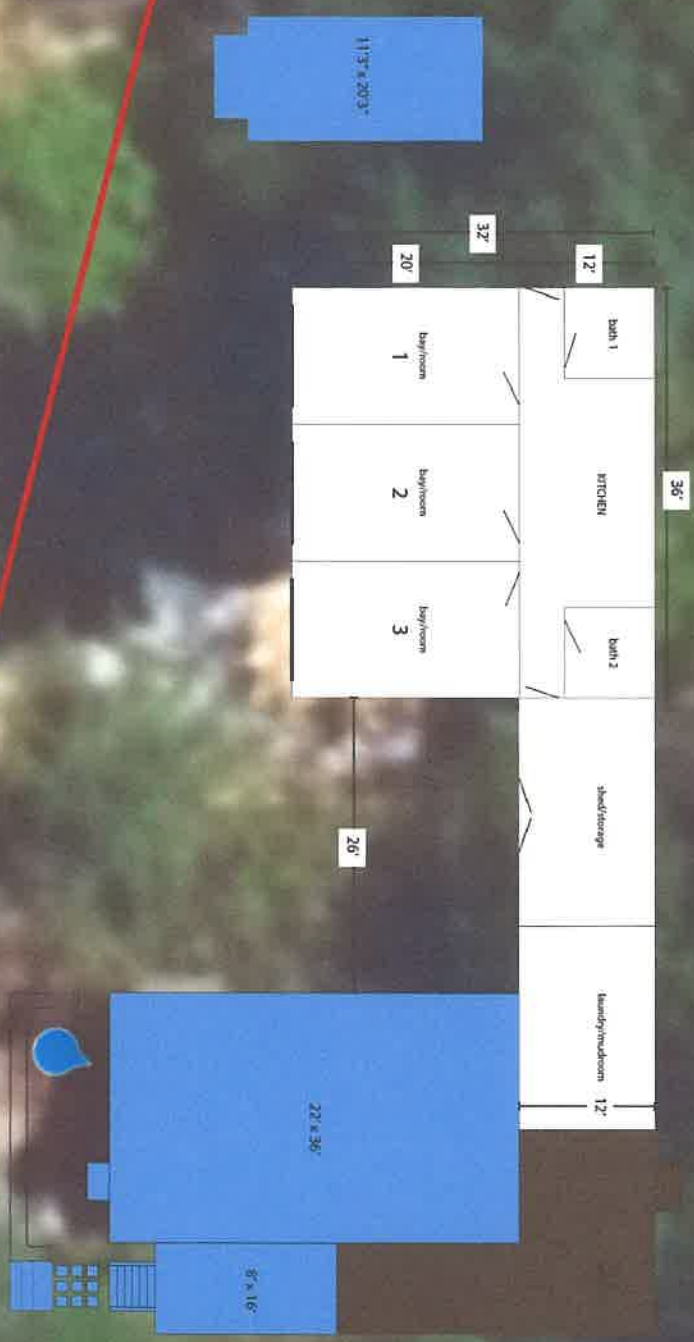 11'3" x 20'3"
32'
20'
12'
bath 1
bay/room
1
KITCHEN
36'
bay/room
2
bay/room
3
bath 2
26'
shed/storage
laundry/mudroom
12'
22' x 36'
8' x 16'